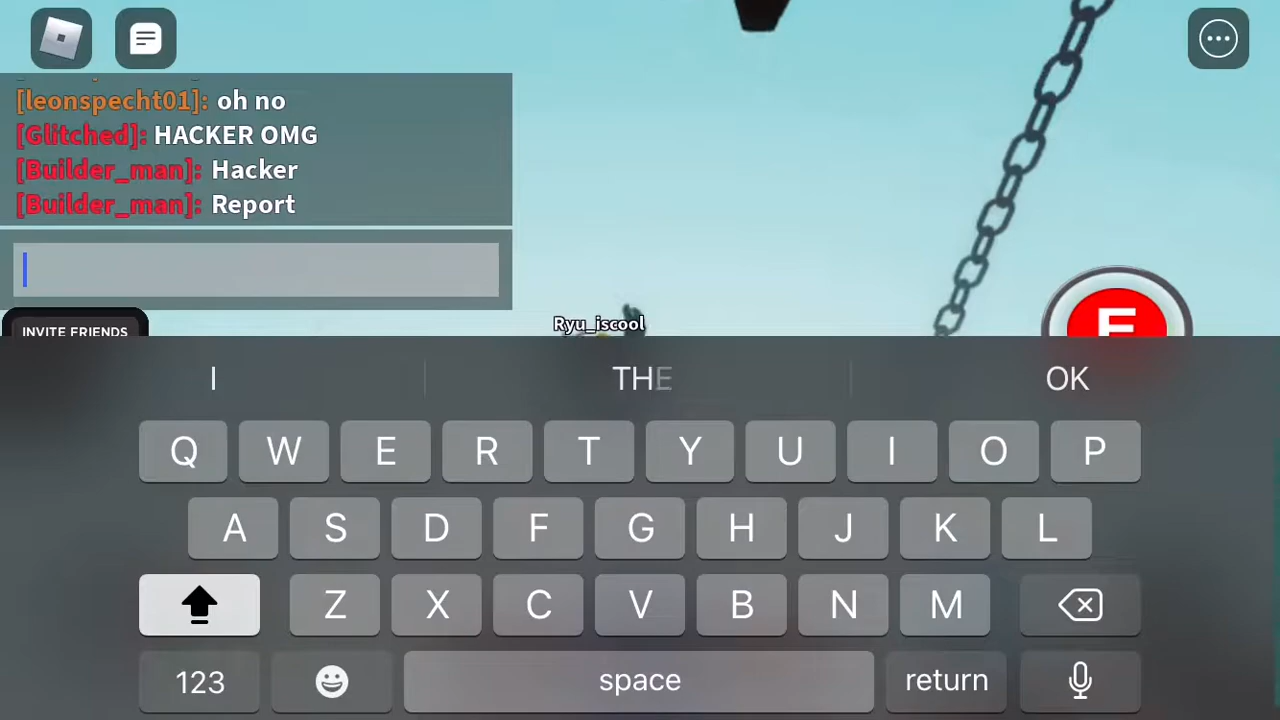 [leonspecht01]: oh no
[Glitched]: HACKER OMG
[Builder_man]: Hacker
[Builder_man]: Report
INVITE FRIENDS
Ryu_iscool
E
I THE OK
Q W E R T Y U I O P
A S D F G H J K L
Z X C V B N M
123 space return